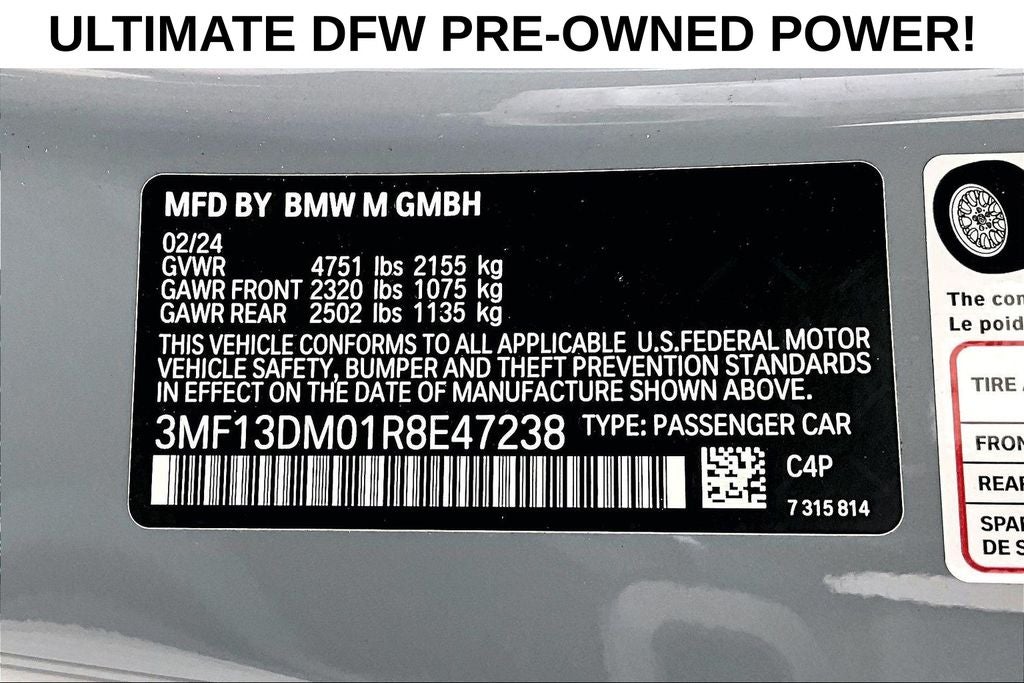 ULTIMATE DFW PRE-OWNED POWER!
MFD BY BMW M GMBH
02/24
GVWR 4751 lbs 2155 kg
GAWR FRONT 2320 lbs 1075 kg
GAWR REAR 2502 lbs 1135 kg
THIS VEHICLE CONFORMS TO ALL APPLICABLE U.S.FEDERAL MOTOR
VEHICLE SAFETY, BUMPER AND THEFT PREVENTION STANDARDS
IN EFFECT ON THE DATE OF MANUFACTURE SHOWN ABOVE.
3MF13DM01R8E47238 TYPE: PASSENGER CAR
C4P
7 315 814
The
Le
TIRE
DE